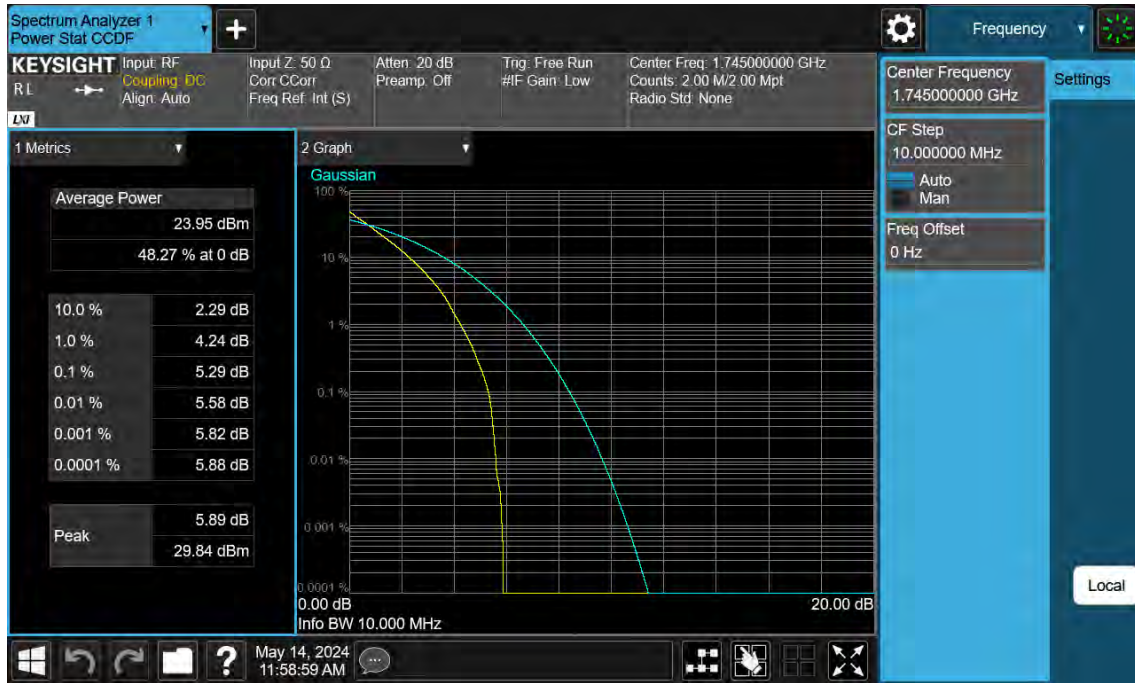 Spectrum Analyzer 1
Power Stat CCDF
+
Frequency
KEYSIGHT
RL
LXI
Input: RF
Coupling: DC
Align: Auto
Input Z: 50 Ω
Corr CCorr
Freq Ref: Int (S)
Atten: 20 dB
Preamp: Off
Trig: Free Run
#IF Gain: Low
Center Freq: 1.745000000 GHz
Counts: 2.00 M/2.00 Mpt
Radio Std: None
Center Frequency
1.745000000 GHz
Settings
CF Step
10.000000 MHz
Auto
Man
Freq Offset
0 Hz
Local
1 Metrics
Average Power
23.95 dBm
48.27 % at 0 dB
10.0 % 2.29 dB
1.0 % 4.24 dB
0.1 % 5.29 dB
0.01 % 5.58 dB
0.001 % 5.82 dB
0.0001 % 5.88 dB
Peak
5.89 dB
29.84 dBm
2 Graph
Gaussian
100 %
10 %
1 %
0.1 %
0.01 %
0.001 %
0.0001 %
0.00 dB 20.00 dB
Info BW 10.000 MHz
?
May 14, 2024
11:58:59 AM